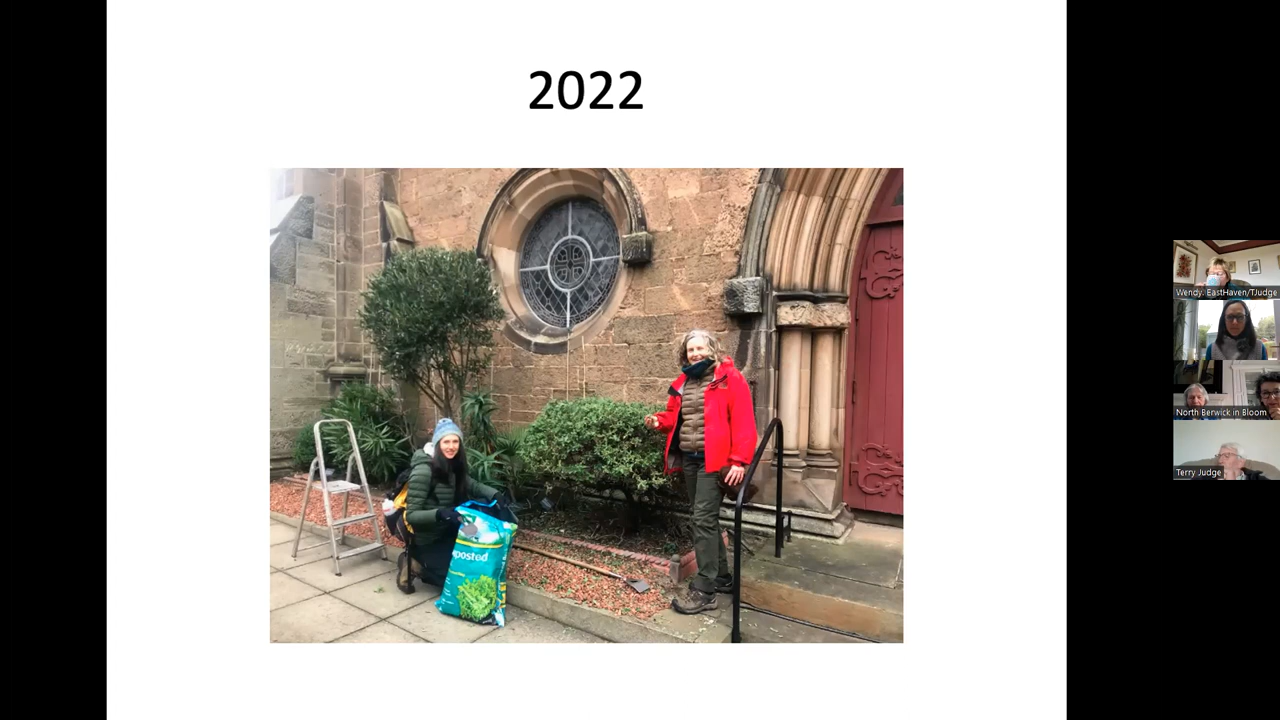 2022
posted
Wendy. EastHaven/TJudge
North Berwick in Bloom
Terry Judge